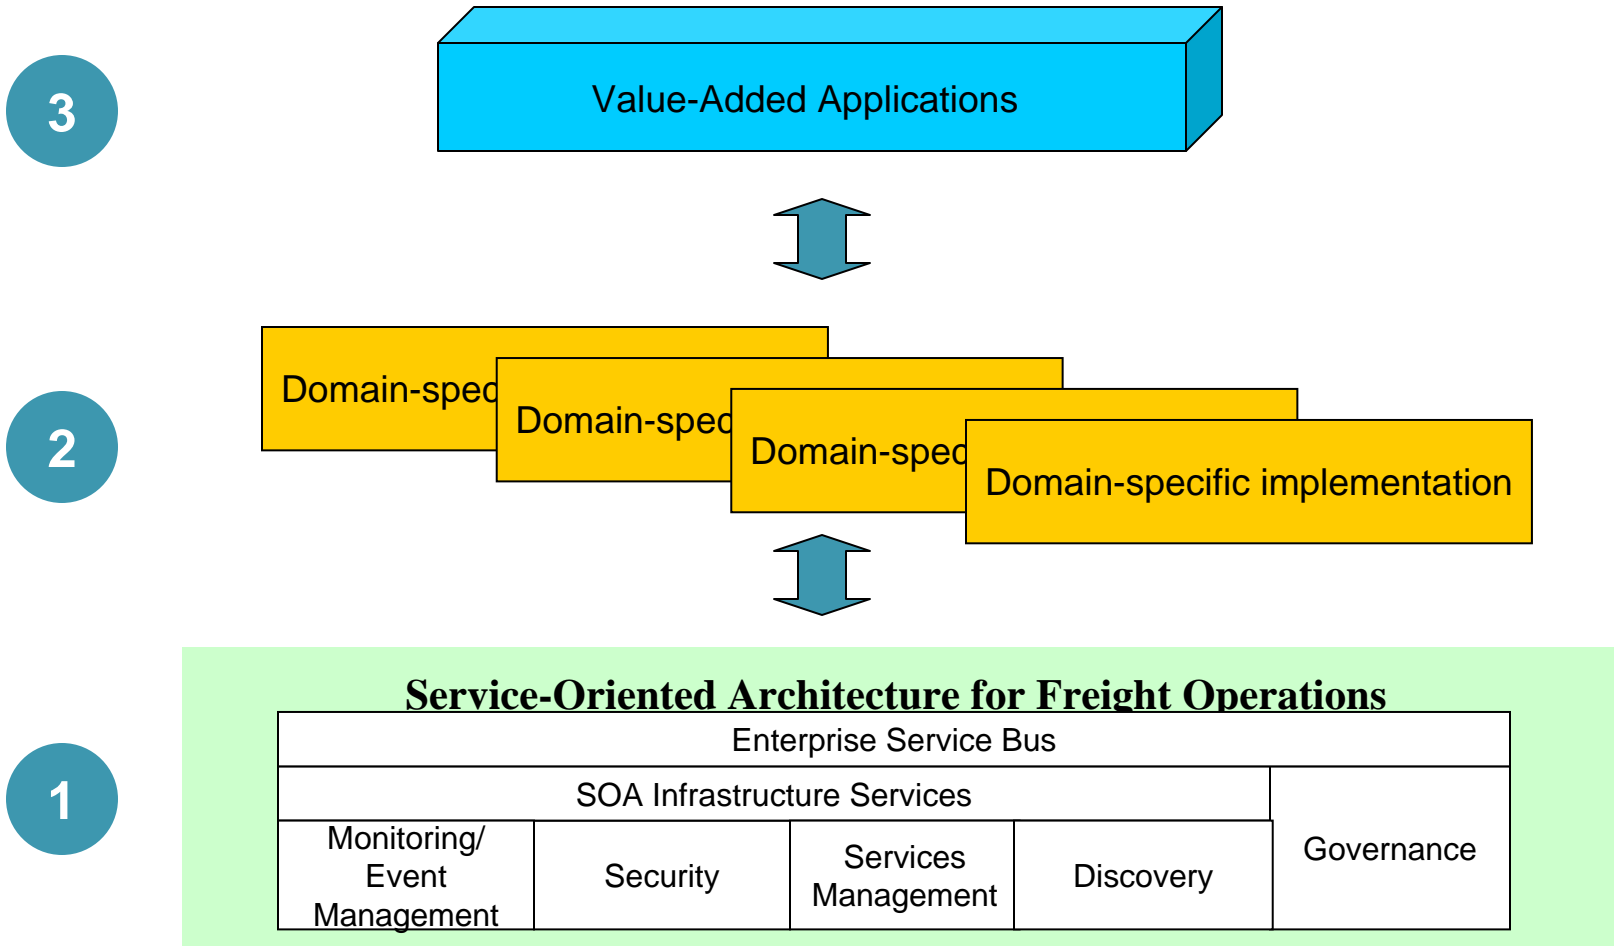 3
Value-Added Applications
2
Domain-spec
Domain-spec
Domain-spec
Domain-specific implementation
1
Service-Oriented Architecture for Freight Operations
Enterprise Service Bus
SOA Infrastructure Services
Monitoring/
Event
Management
Security
Services
Management
Discovery
Governance